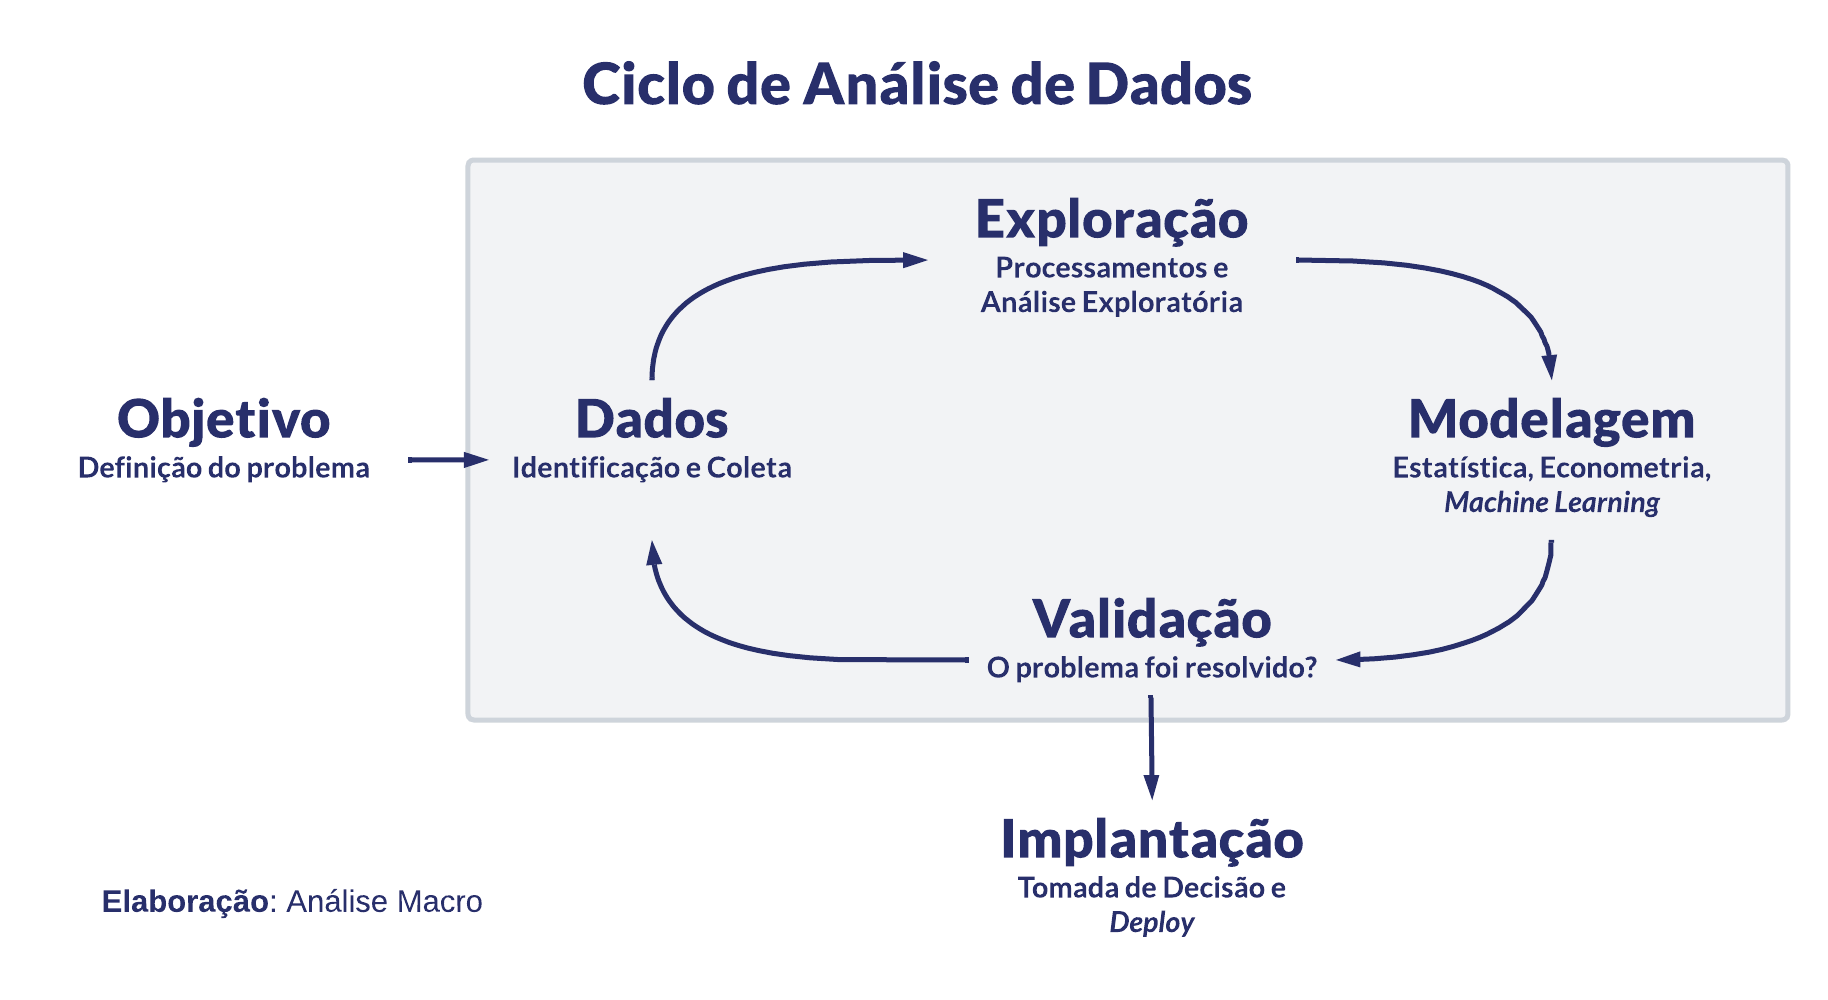 Ciclo de Análise de Dados
Exploração
Processamentos e
Análise Exploratória
Objetivo
Definição do problema
Dados
Identificação e Coleta
Modelagem
Estatística, Econometria,
Machine Learning
Validação
O problema foi resolvido?
Implantação
Tomada de Decisão e
Deploy
Elaboração: Análise Macro